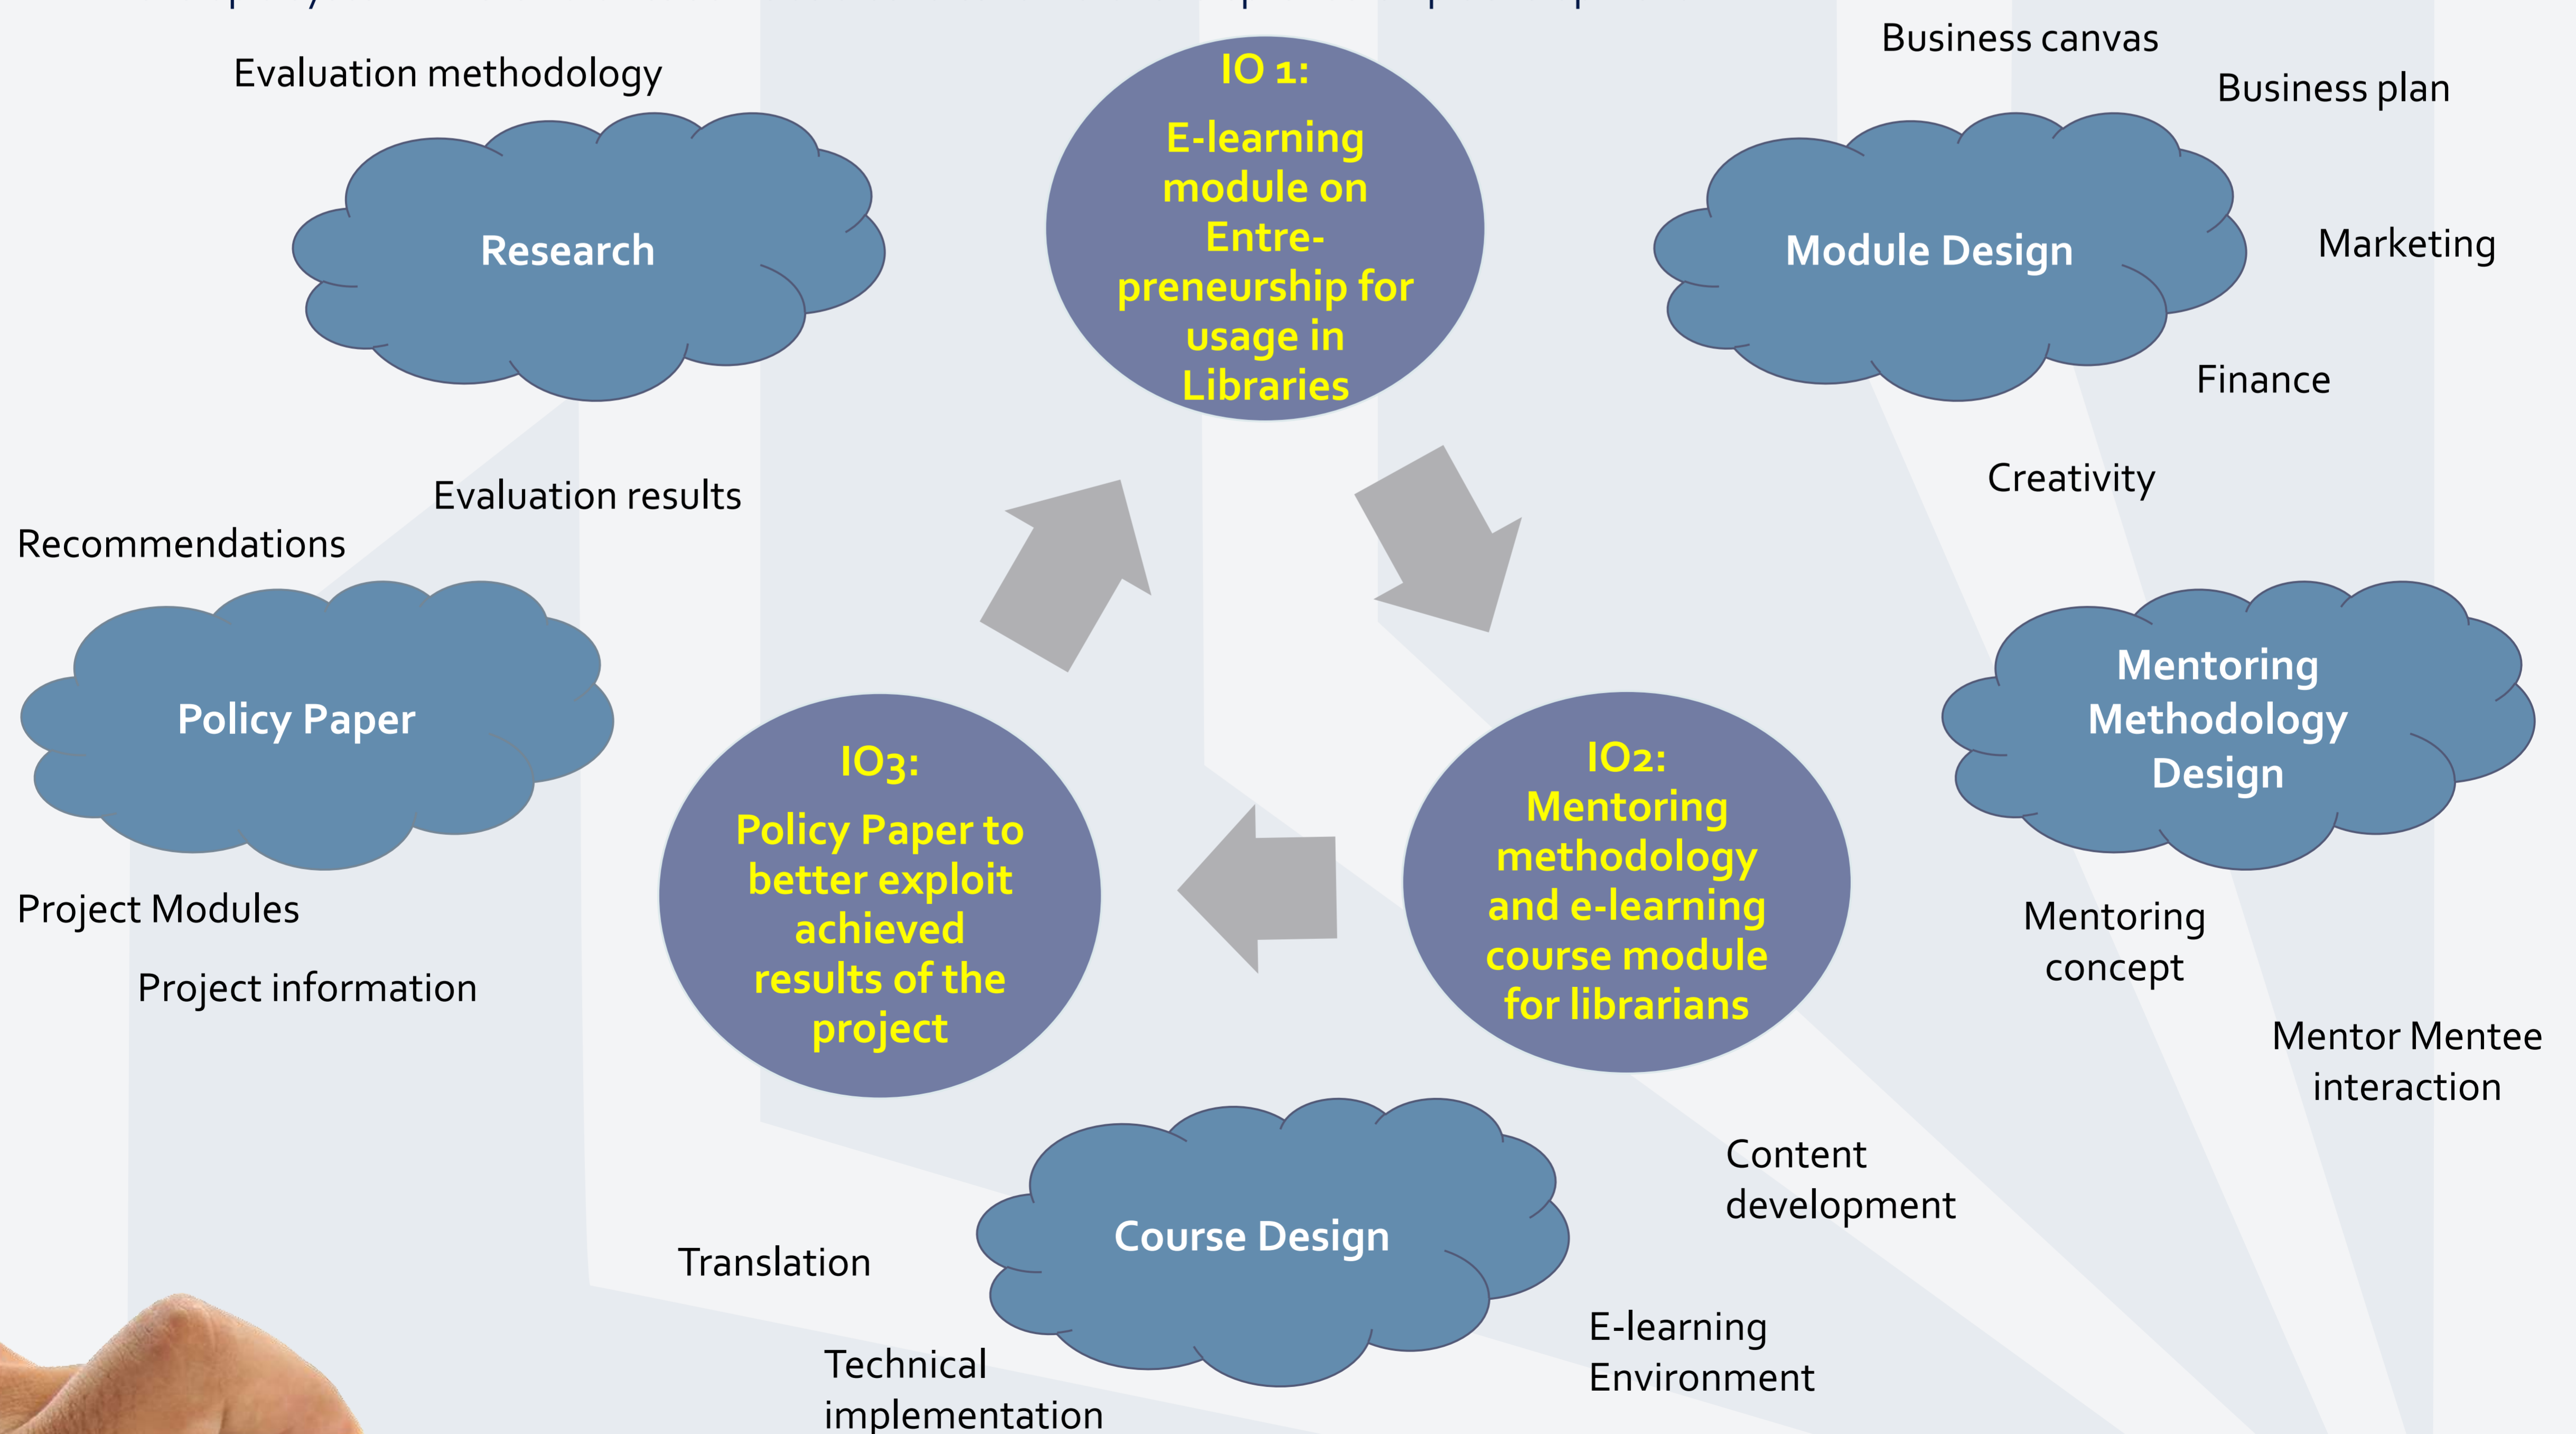 Evaluation methodology
Research
Evaluation results
IO 1:
E-learning
module on
Entre-
preneurship for
usage in
Libraries
Business canvas
Business plan
Module Design
Marketing
Finance
Creativity
Recommendations
Policy Paper
Project Modules
Project information
IO3:
Policy Paper to
better exploit
achieved
results of the
project
IO2:
Mentoring
methodology
and e-learning
course module
for librarians
Mentoring
Methodology
Design
Mentoring
concept
Mentor Mentee
interaction
Course Design
Translation
Technical
implementation
Content
development
E-learning
Environment